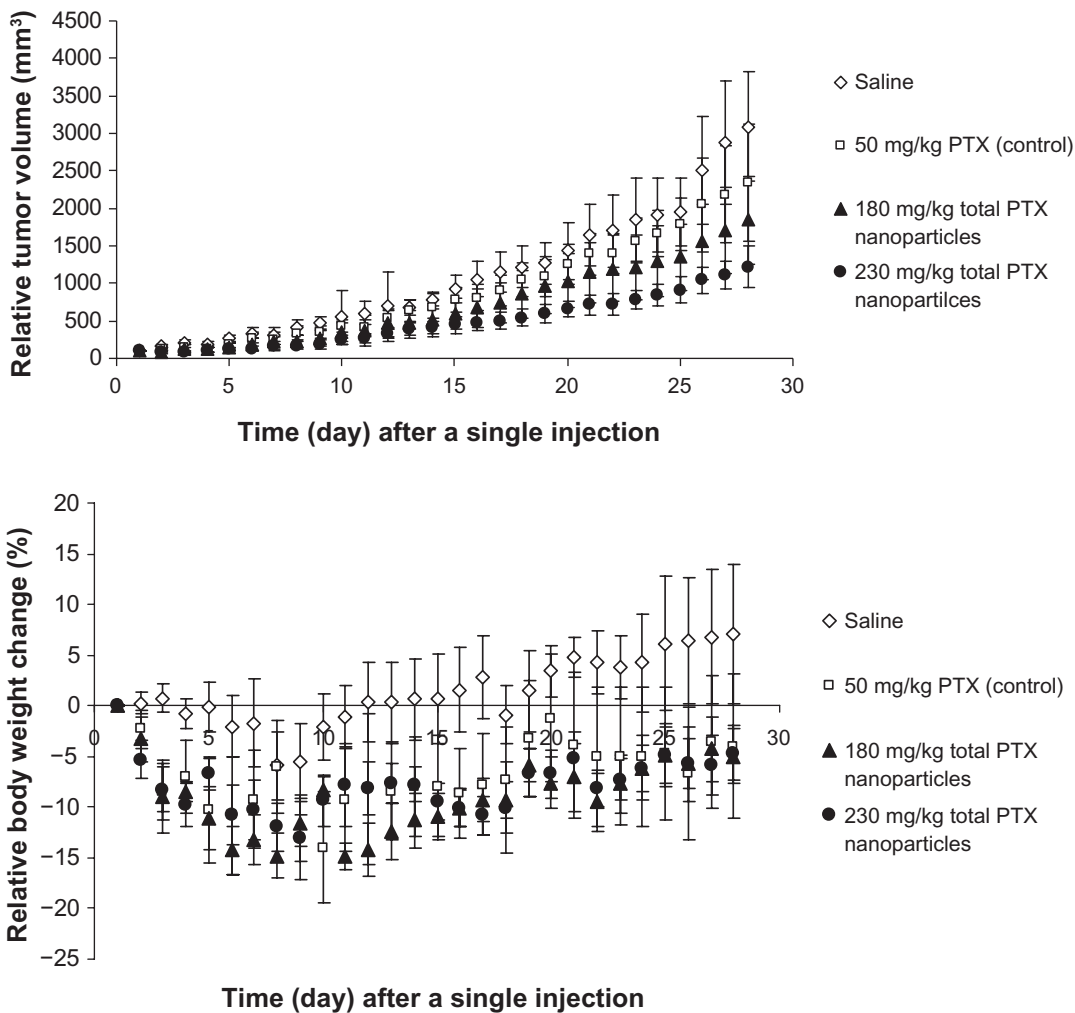 4500
4000
3500
3000
2500
2000
1500
1000
500
0
Relative tumor volume (mm³)
0 5 10 15 20 25 30
Time (day) after a single injection
Saline
50 mg/kg PTX (control)
180 mg/kg total PTX
nanoparticles
230 mg/kg total PTX
nanopartilces
20
15
10
5
0
−5
−10
−15
−20
−25
Relative body weight change (%)
0 5 10 15 20 25 30
Time (day) after a single injection
Saline
50 mg/kg PTX (control)
180 mg/kg total PTX
nanoparticles
230 mg/kg total PTX
nanoparticles